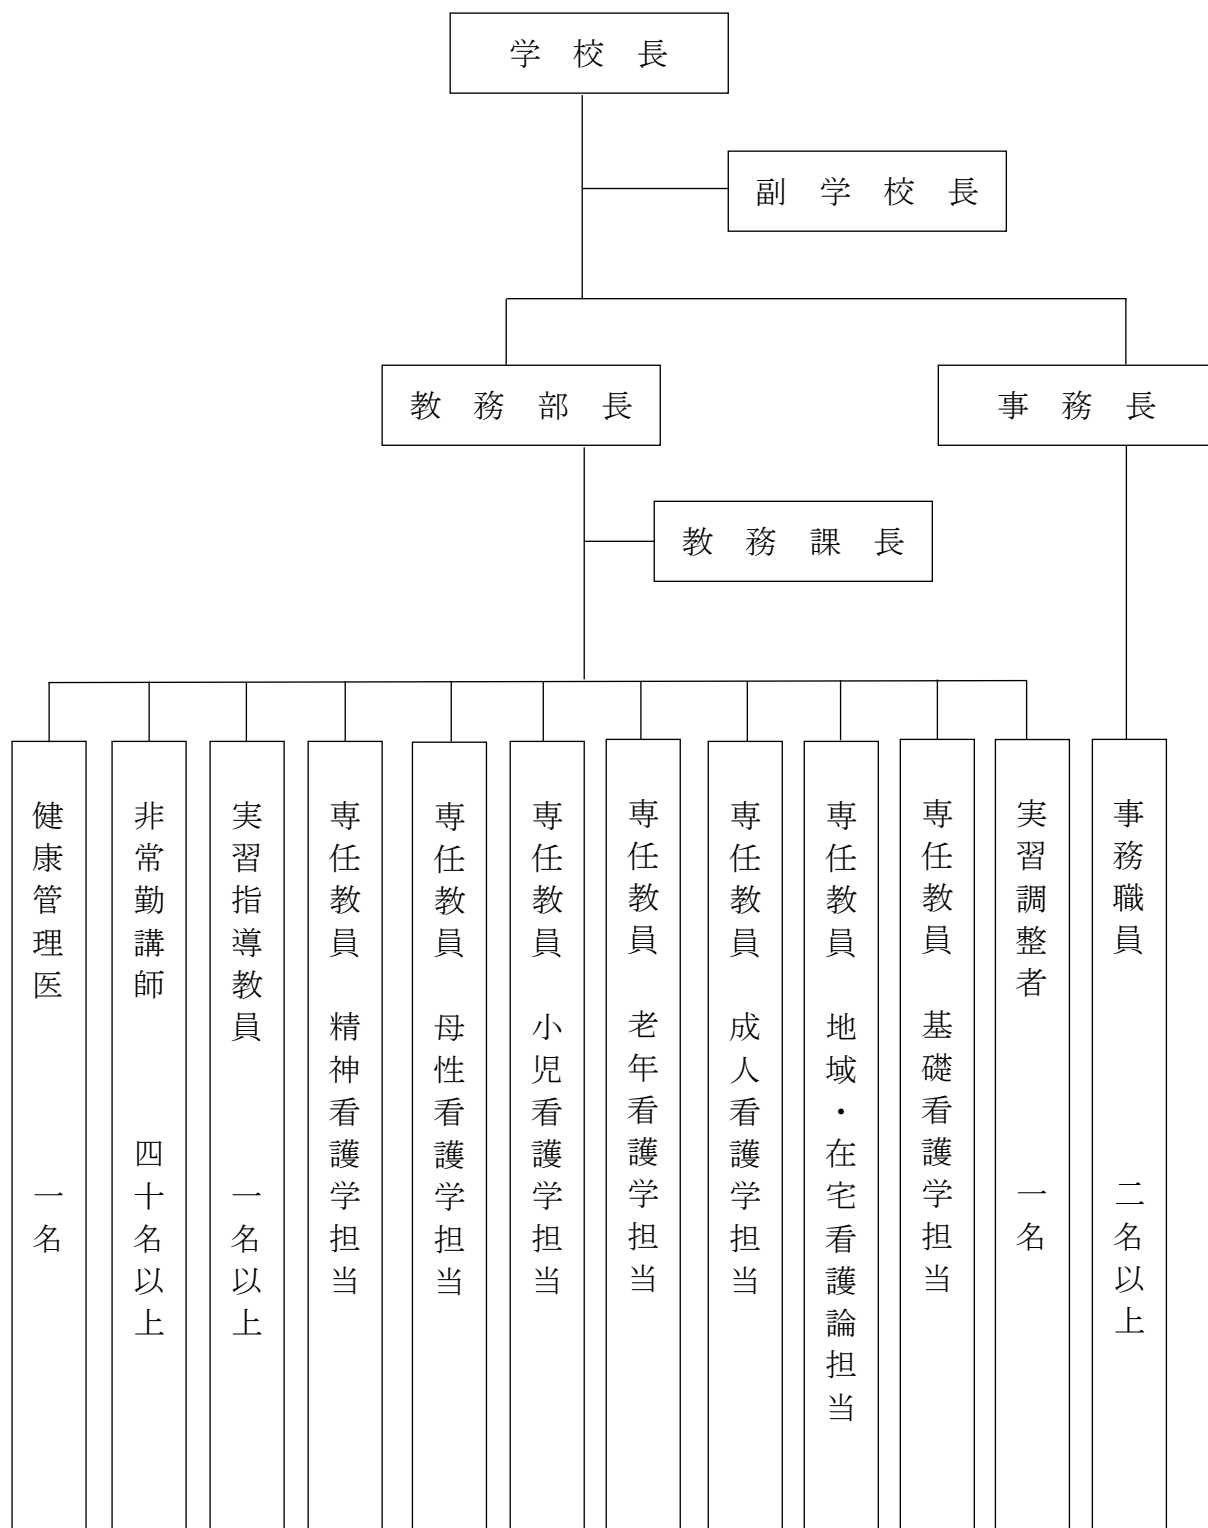 学校長
副学校長
教務部長
事務長
教務課長
事務職員 二名以上
実習調整者 一名
専任教員 基礎看護学担当
専任教員 地域・在宅看護論担当
専任教員 成人看護学担当
専任教員 老年看護学担当
専任教員 小児看護学担当
専任教員 母性看護学担当
専任教員 精神看護学担当
実習指導教員 一名以上
非常勤講師 四十名以上
健康管理医 一名